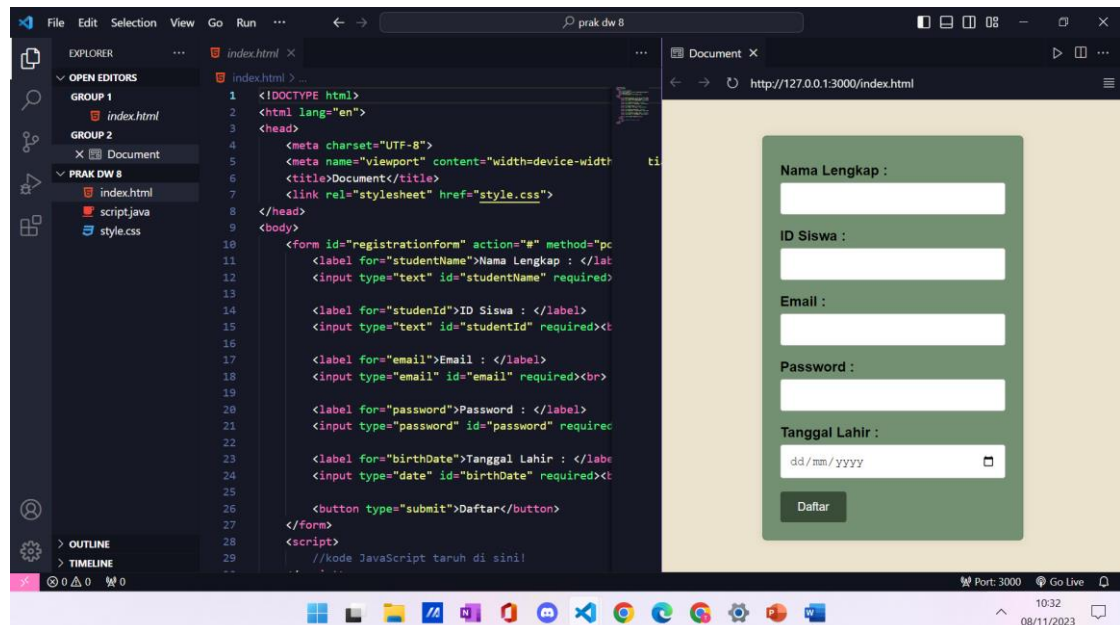 File Edit Selection View Go Run ··· ← → prak dw 8
EXPLORER ···
OPEN EDITORS
GROUP 1
index.html
GROUP 2
Document
PRAK DW 8
index.html
script.java
style.css
OUTLINE
TIMELINE
index.html
index.html > ...
1 <!DOCTYPE html>
2 <html lang="en">
3 <head>
4 <meta charset="UTF-8">
5 <meta name="viewport" content="width=device-width tia
6 <title>Document</title>
7 <link rel="stylesheet" href="style.css">
8 </head>
9 <body>
10 <form id="registrationform" action="#" method="po
11 <label for="studentName">Nama Lengkap : </lab
12 <input type="text" id="studentName" required>
13
14 <label for="studenId">ID Siswa : </label>
15 <input type="text" id="studentId" required><b
16
17 <label for="email">Email : </label>
18 <input type="email" id="email" required><br>
19
20 <label for="password">Password : </label>
21 <input type="password" id="password" required
22
23 <label for="birthDate">Tanggal Lahir : </labe
24 <input type="date" id="birthDate" required><b
25
26 <button type="submit">Daftar</button>
27 </form>
28 <script>
29 //kode JavaScript taruh di sini!
Document
http://127.0.0.1:3000/index.html
Nama Lengkap :
ID Siswa :
Email :
Password :
Tanggal Lahir :
dd/mm/yyyy
Daftar
0 0 0 Port: 3000 Go Live
10:32
08/11/2023